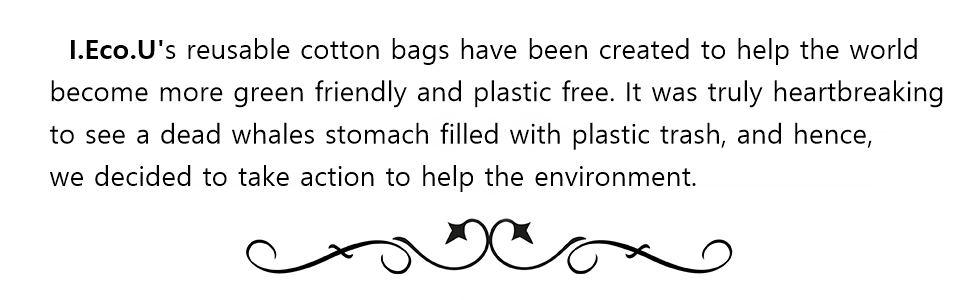 I.Eco.U's reusable cotton bags have been created to help the world
become more green friendly and plastic free. It was truly heartbreaking
to see a dead whales stomach filled with plastic trash, and hence,
we decided to take action to help the environment.